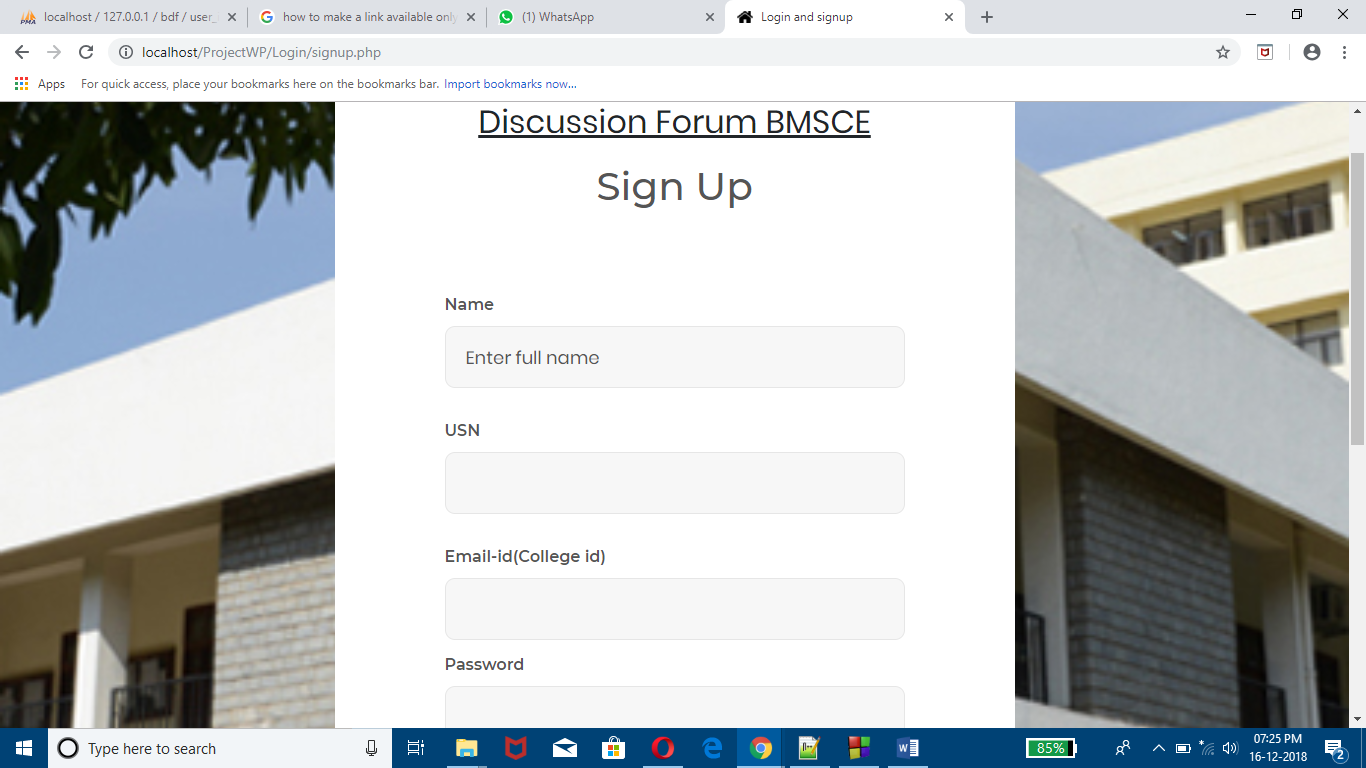 localhost / 127.0.0.1 / bdf / user_
how to make a link available only
(1) WhatsApp
Login and signup
localhost/ProjectWP/Login/signup.php
Apps For quick access, place your bookmarks here on the bookmarks bar. Import bookmarks now...
Discussion Forum BMSCE
Sign Up
Name
Enter full name
USN
Email-id(College id)
Password
Type here to search
85%
07:25 PM
16-12-2018
2